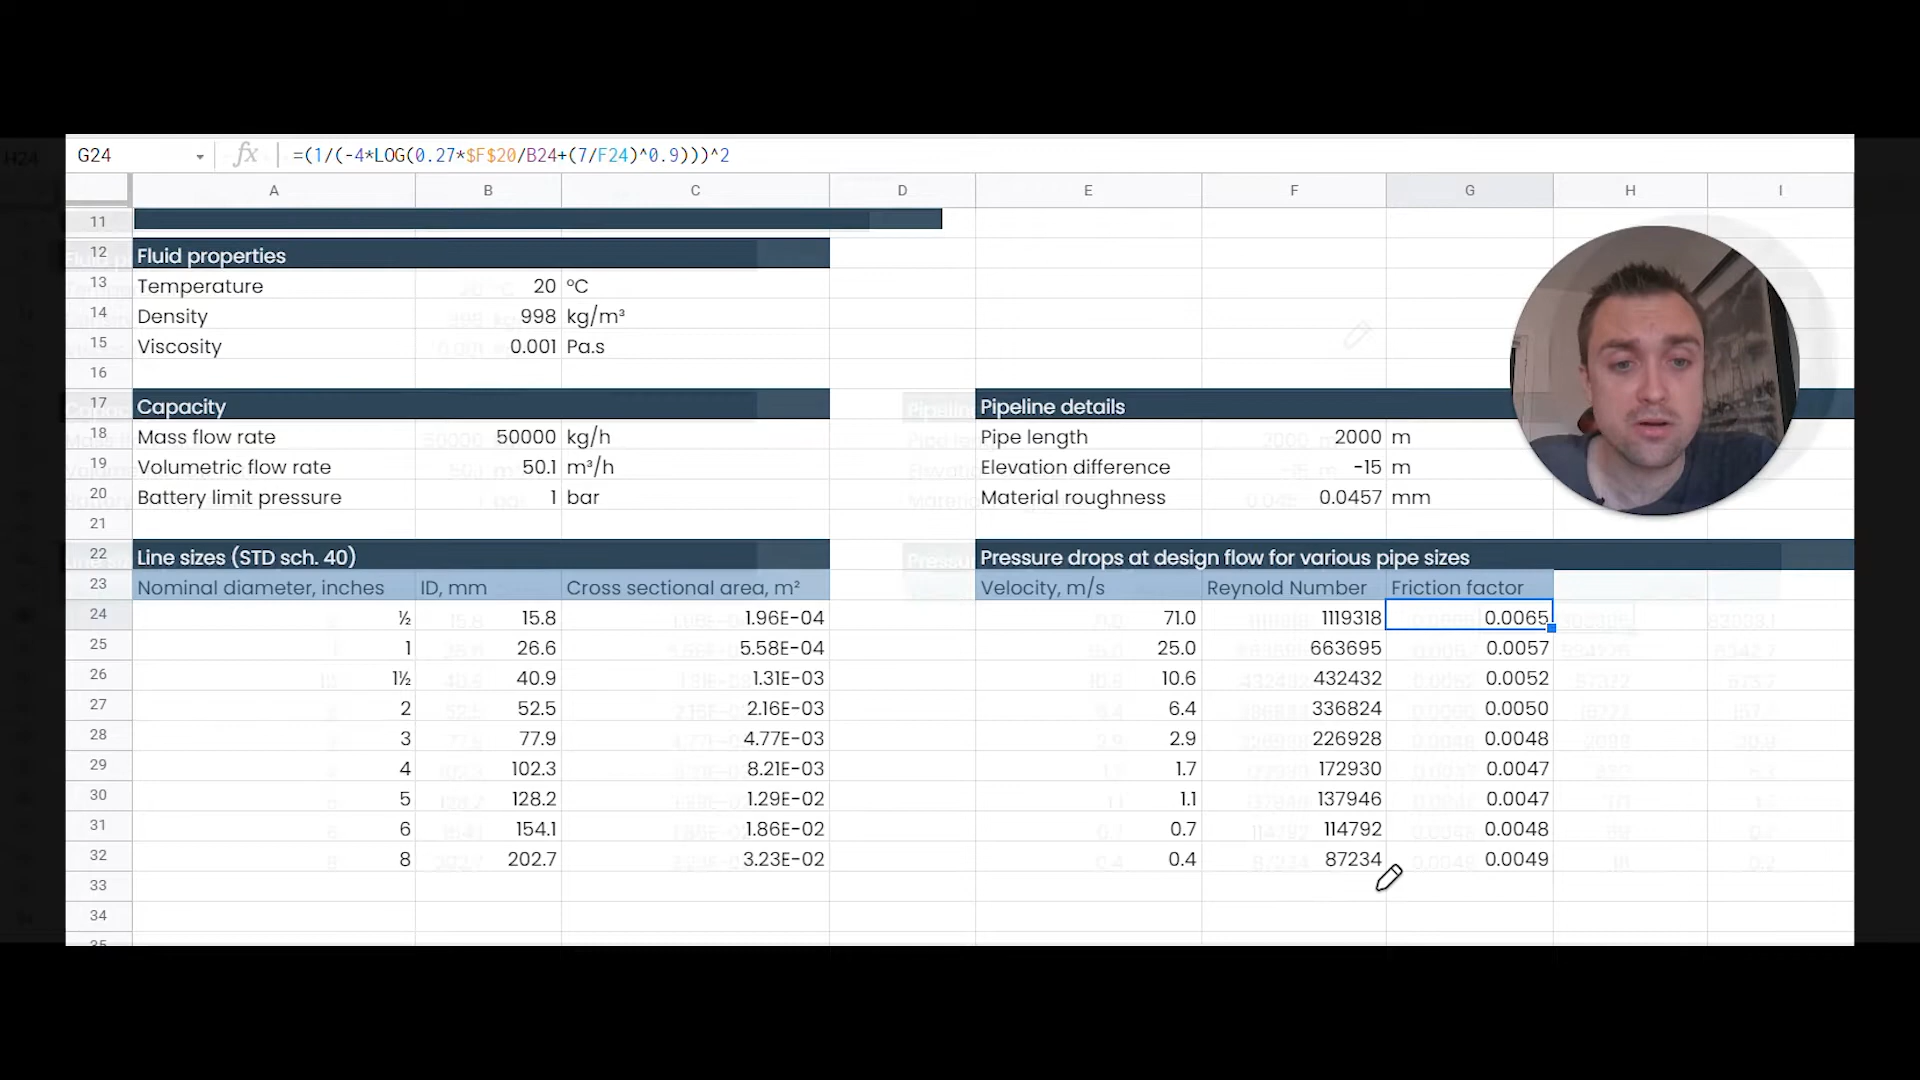 G24 fx =(1/(-4*LOG(0.27*$F$20/B24+(7/F24)^0.9)))^2
A B C D E F G H I
11
12 Fluid properties
13 Temperature 20 °C
14 Density 998 kg/m³
15 Viscosity 0.001 Pa.s
16
17 Capacity Pipeline details
18 Mass flow rate 50000 kg/h Pipe length 2000 m
19 Volumetric flow rate 50.1 m³/h Elevation difference -15 m
20 Battery limit pressure 1 bar Material roughness 0.0457 mm
21
22 Line sizes (STD sch. 40) Pressure drops at design flow for various pipe sizes
23 Nominal diameter, inches ID, mm Cross sectional area, m² Velocity, m/s Reynold Number Friction factor
24 ½ 15.8 1.96E-04 71.0 1119318 0.0065
25 1 26.6 5.58E-04 25.0 663695 0.0057
26 1½ 40.9 1.31E-03 10.6 432432 0.0052
27 2 52.5 2.16E-03 6.4 336824 0.0050
28 3 77.9 4.77E-03 2.9 226928 0.0048
29 4 102.3 8.21E-03 1.7 172930 0.0047
30 5 128.2 1.29E-02 1.1 137946 0.0047
31 6 154.1 1.86E-02 0.7 114792 0.0048
32 8 202.7 3.23E-02 0.4 87234 0.0049
33
34
35